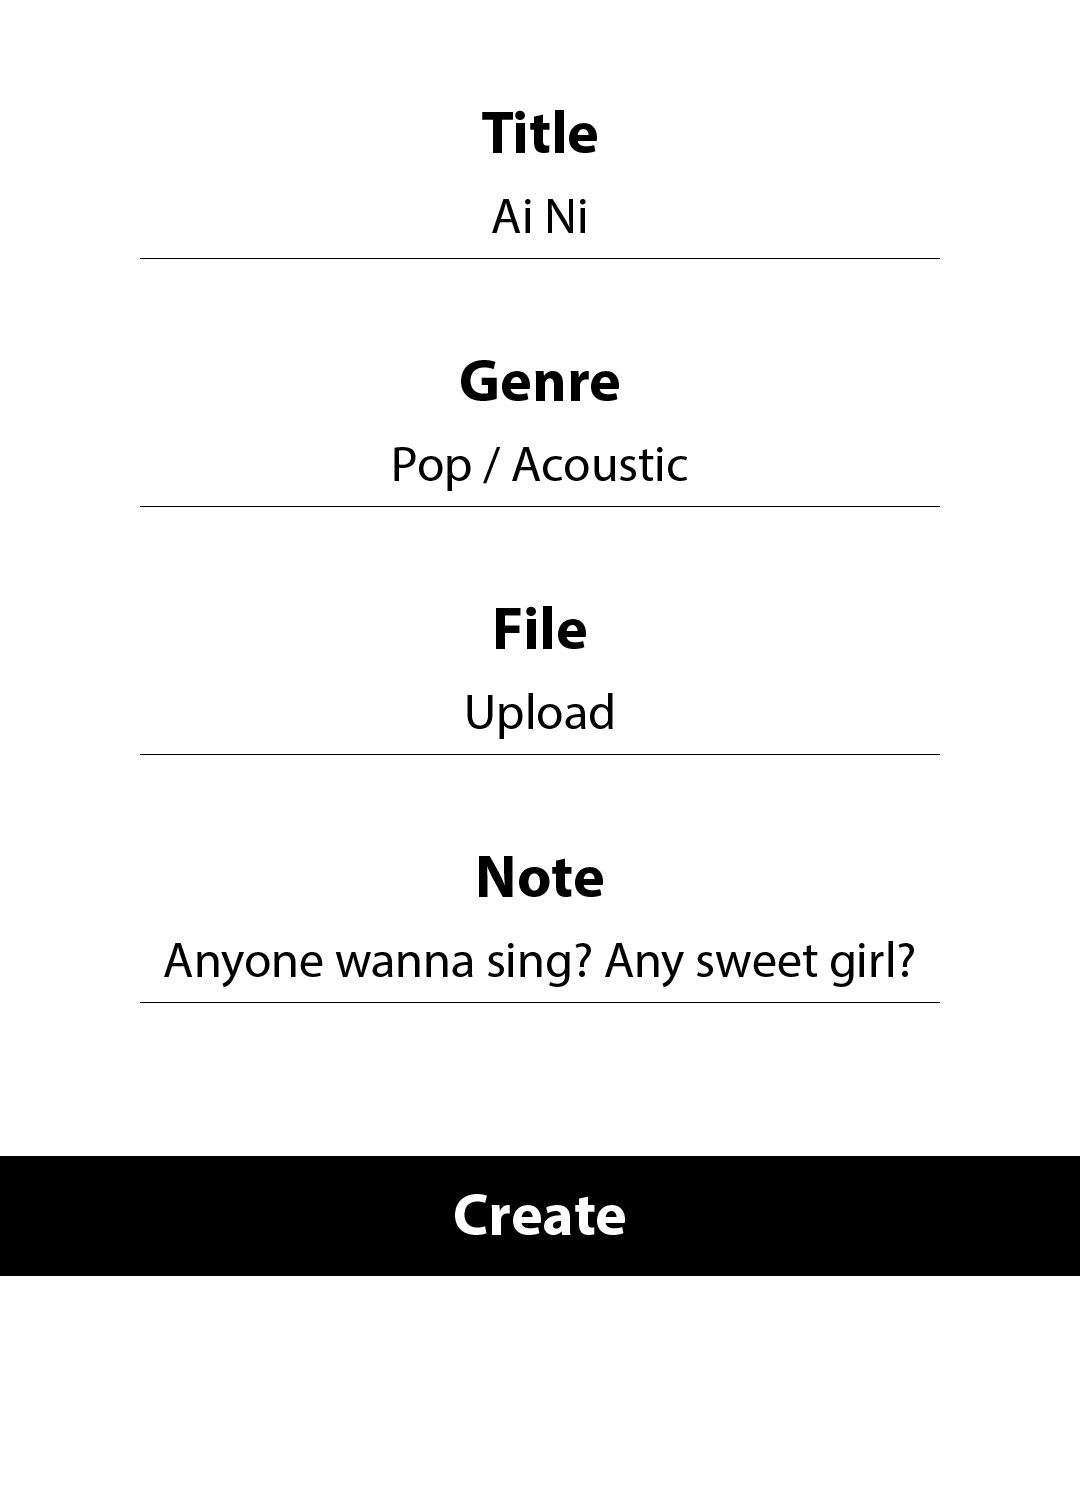 Title
Ai Ni
Genre
Pop / Acoustic
File
Upload
Note
Anyone wanna sing? Any sweet girl?
Create